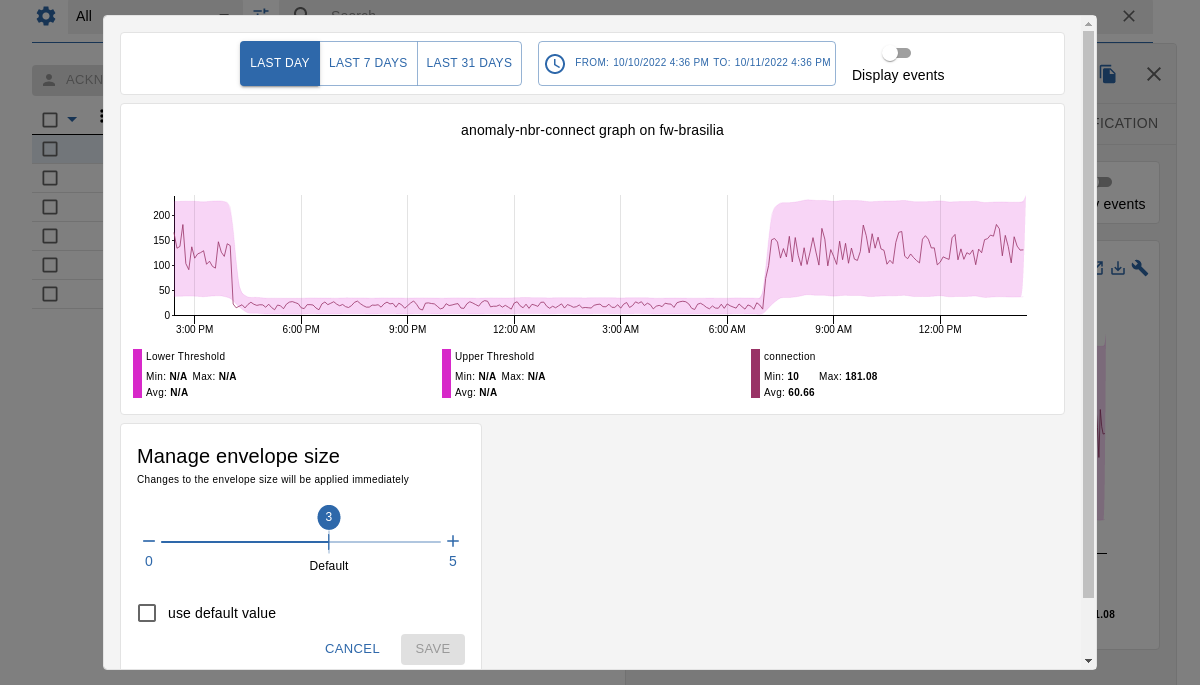 All
Search
LAST DAY LAST 7 DAYS LAST 31 DAYS FROM: 10/10/2022 4:36 PM TO: 10/11/2022 4:36 PM
Display events
ACKN
FICATION
events
anomaly-nbr-connect graph on fw-brasilia
200
150
100
50
0
3:00 PM 6:00 PM 9:00 PM 12:00 AM 3:00 AM 6:00 AM 9:00 AM 12:00 PM
Lower Threshold
Min: N/A Max: N/A
Avg: N/A
Upper Threshold
Min: N/A Max: N/A
Avg: N/A
connection
Min: 10 Max: 181.08
Avg: 60.66
1.08
Manage envelope size
Changes to the envelope size will be applied immediately
3
0 5
Default
use default value
CANCEL SAVE